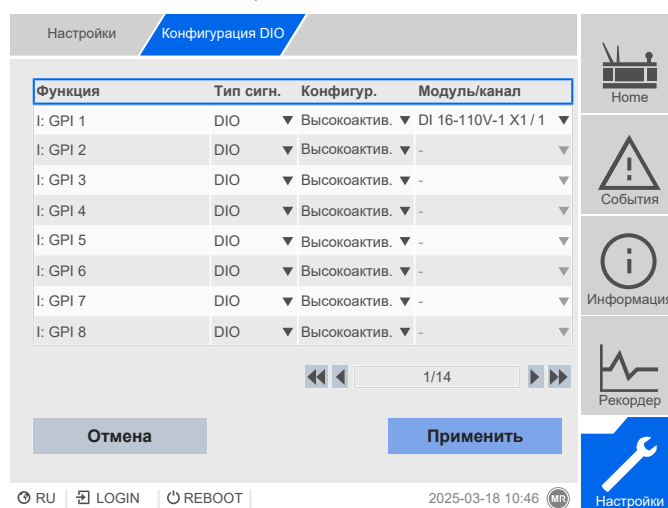 Настройки Конфигурация DIO
Функция Тип сигн. Конфигур. Модуль/канал
I: GPI 1 DIO Высокоактив. DI 16-110V-1 X1 / 1
I: GPI 2 DIO Высокоактив. -
I: GPI 3 DIO Высокоактив. -
I: GPI 4 DIO Высокоактив. -
I: GPI 5 DIO Высокоактив. -
I: GPI 6 DIO Высокоактив. -
I: GPI 7 DIO Высокоактив. -
I: GPI 8 DIO Высокоактив. -
1/14
Отмена Применить
RU LOGIN REBOOT 2025-03-18 10:46 MR
Home
События
Информация
Рекордер
Настройки